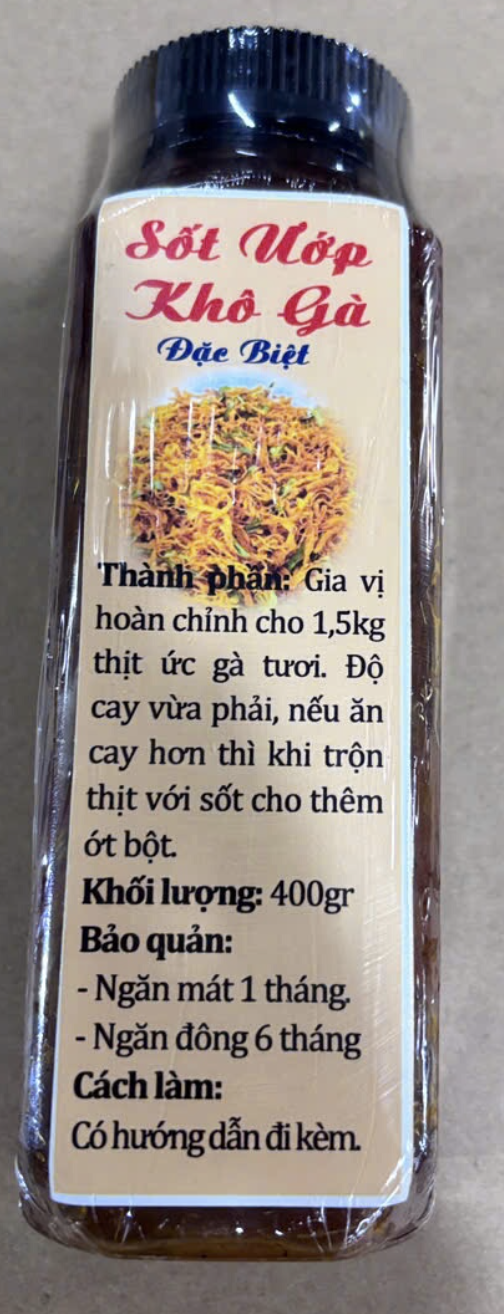 Sốt Ướp
Khô Gà
Đặc Biệt
Thành phần: Gia vị
hoàn chỉnh cho 1,5kg
thịt ức gà tươi. Độ
cay vừa phải, nếu ăn
cay hơn thì khi trộn
thịt với sốt cho thêm
ớt bột.
Khối lượng: 400gr
Bảo quản:
- Ngăn mát 1 tháng.
- Ngăn đông 6 tháng
Cách làm:
Có hướng dẫn đi kèm.